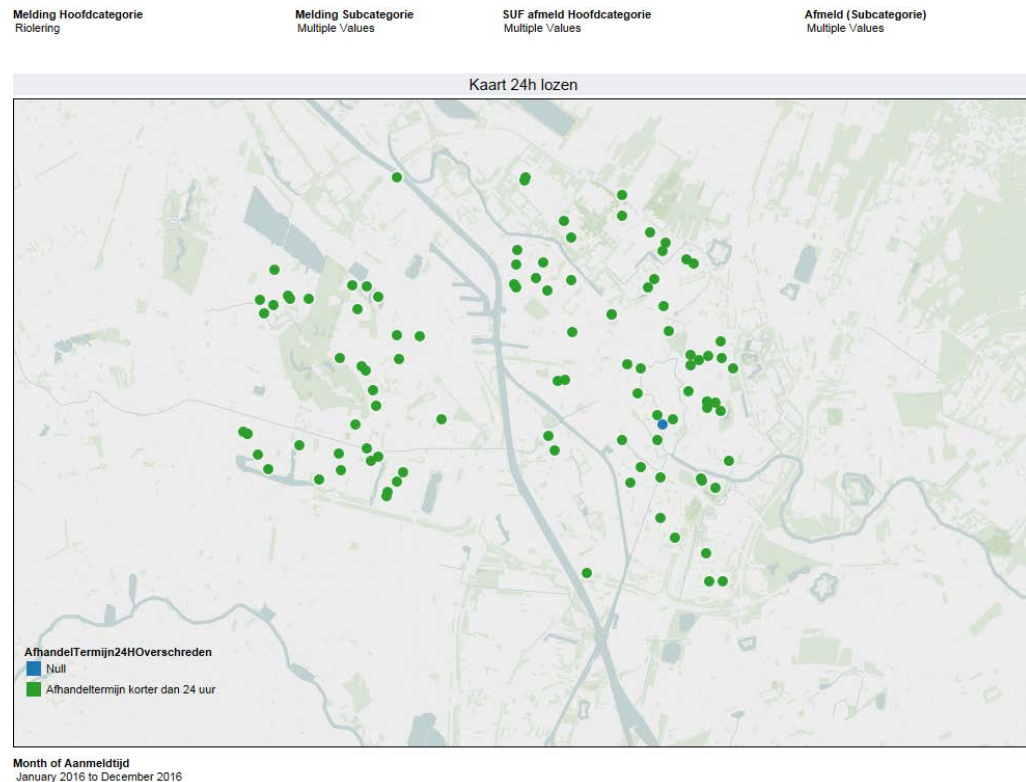 Melding Hoofdcategorie
Riolering
Melding Subcategorie
Multiple Values
SUF afmeld Hoofdcategorie
Multiple Values
Afmeld (Subcategorie)
Multiple Values
Kaart 24h lozen
AfhandelTermijn24HOverschreden
Null
Afhandeltermijn korter dan 24 uur
Month of Aanmeldtijd
January 2016 to December 2016